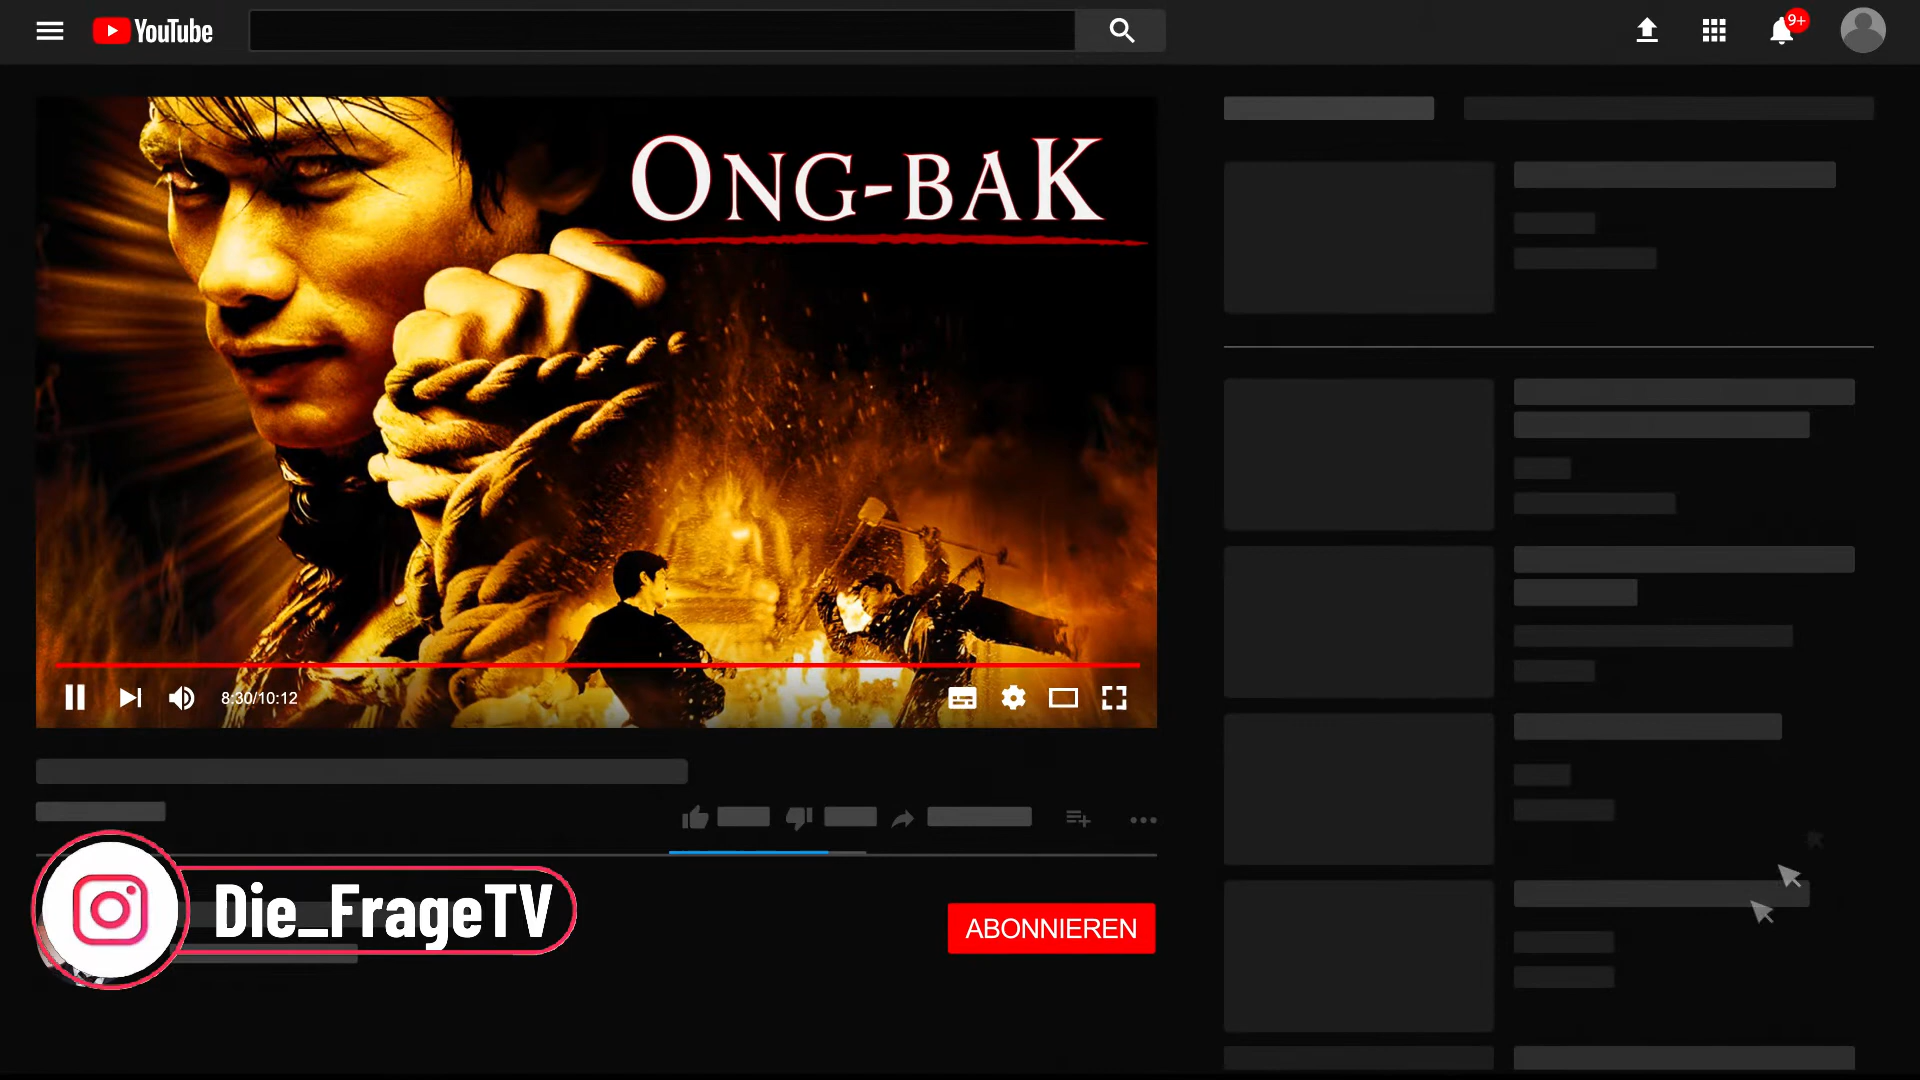 YouTube
9+
ONG-BAK
8:30/10:12
Die_FrageTV
ABONNIEREN